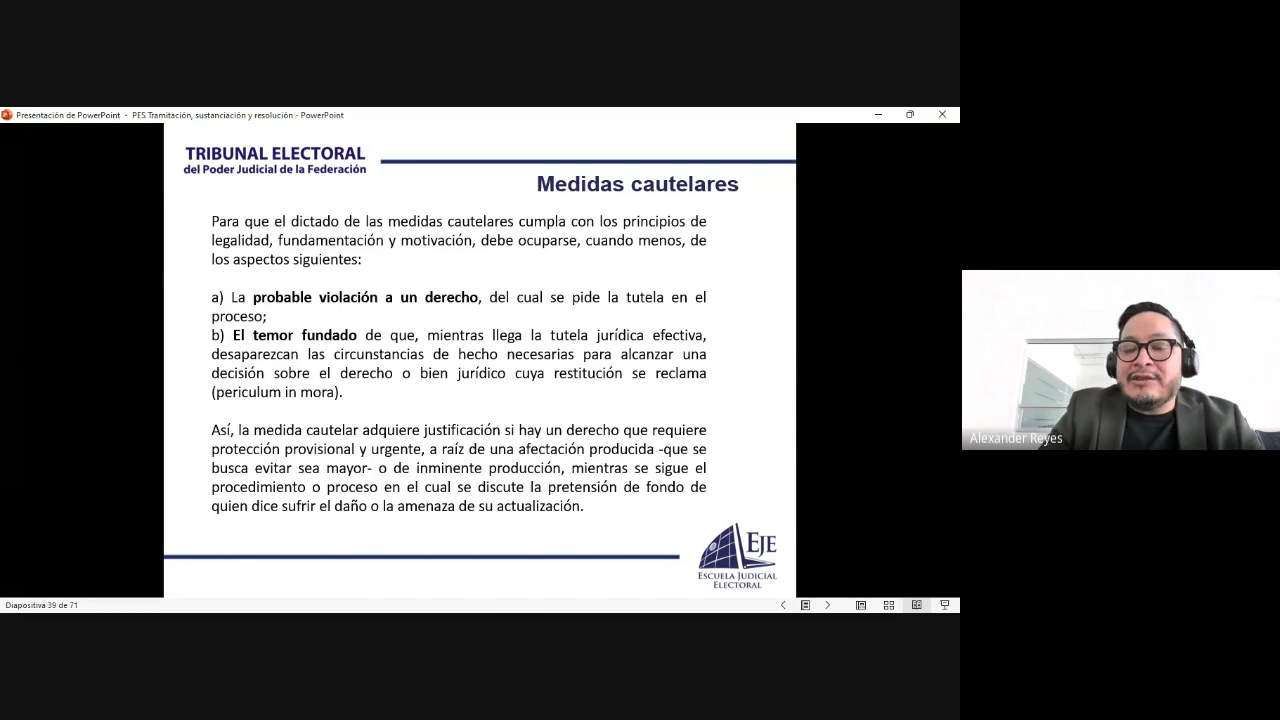 Presentación de PowerPoint - PES Tramitación, sustanciación y resolución - PowerPoint
TRIBUNAL ELECTORAL
del Poder Judicial de la Federación
Medidas cautelares
Para que el dictado de las medidas cautelares cumpla con los principios de
legalidad, fundamentación y motivación, debe ocuparse, cuando menos, de
los aspectos siguientes:
a) La probable violación a un derecho, del cual se pide la tutela en el
proceso;
b) El temor fundado de que, mientras llega la tutela jurídica efectiva,
desaparezcan las circunstancias de hecho necesarias para alcanzar una
decisión sobre el derecho o bien jurídico cuya restitución se reclama
(periculum in mora).
Así, la medida cautelar adquiere justificación si hay un derecho que requiere
protección provisional y urgente, a raíz de una afectación producida -que se
busca evitar sea mayor- o de inminente producción, mientras se sigue el
procedimiento o proceso en el cual se discute la pretensión de fondo de
quien dice sufrir el daño o la amenaza de su actualización.
EJE
ESCUELA JUDICIAL
ELECTORAL
Diapositiva 39 de 71
Alexander Reyes